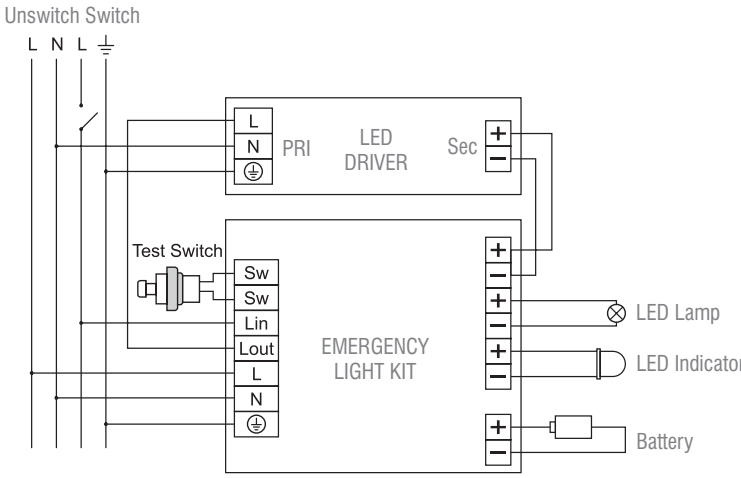 Unswitch Switch
L N L
L
N
PRI
LED
DRIVER
Sec
+
−
Test Switch
Sw
Sw
Lin
Lout
L
N
EMERGENCY
LIGHT KIT
+
−
+
−
LED Lamp
+
−
LED Indicator
+
−
Battery